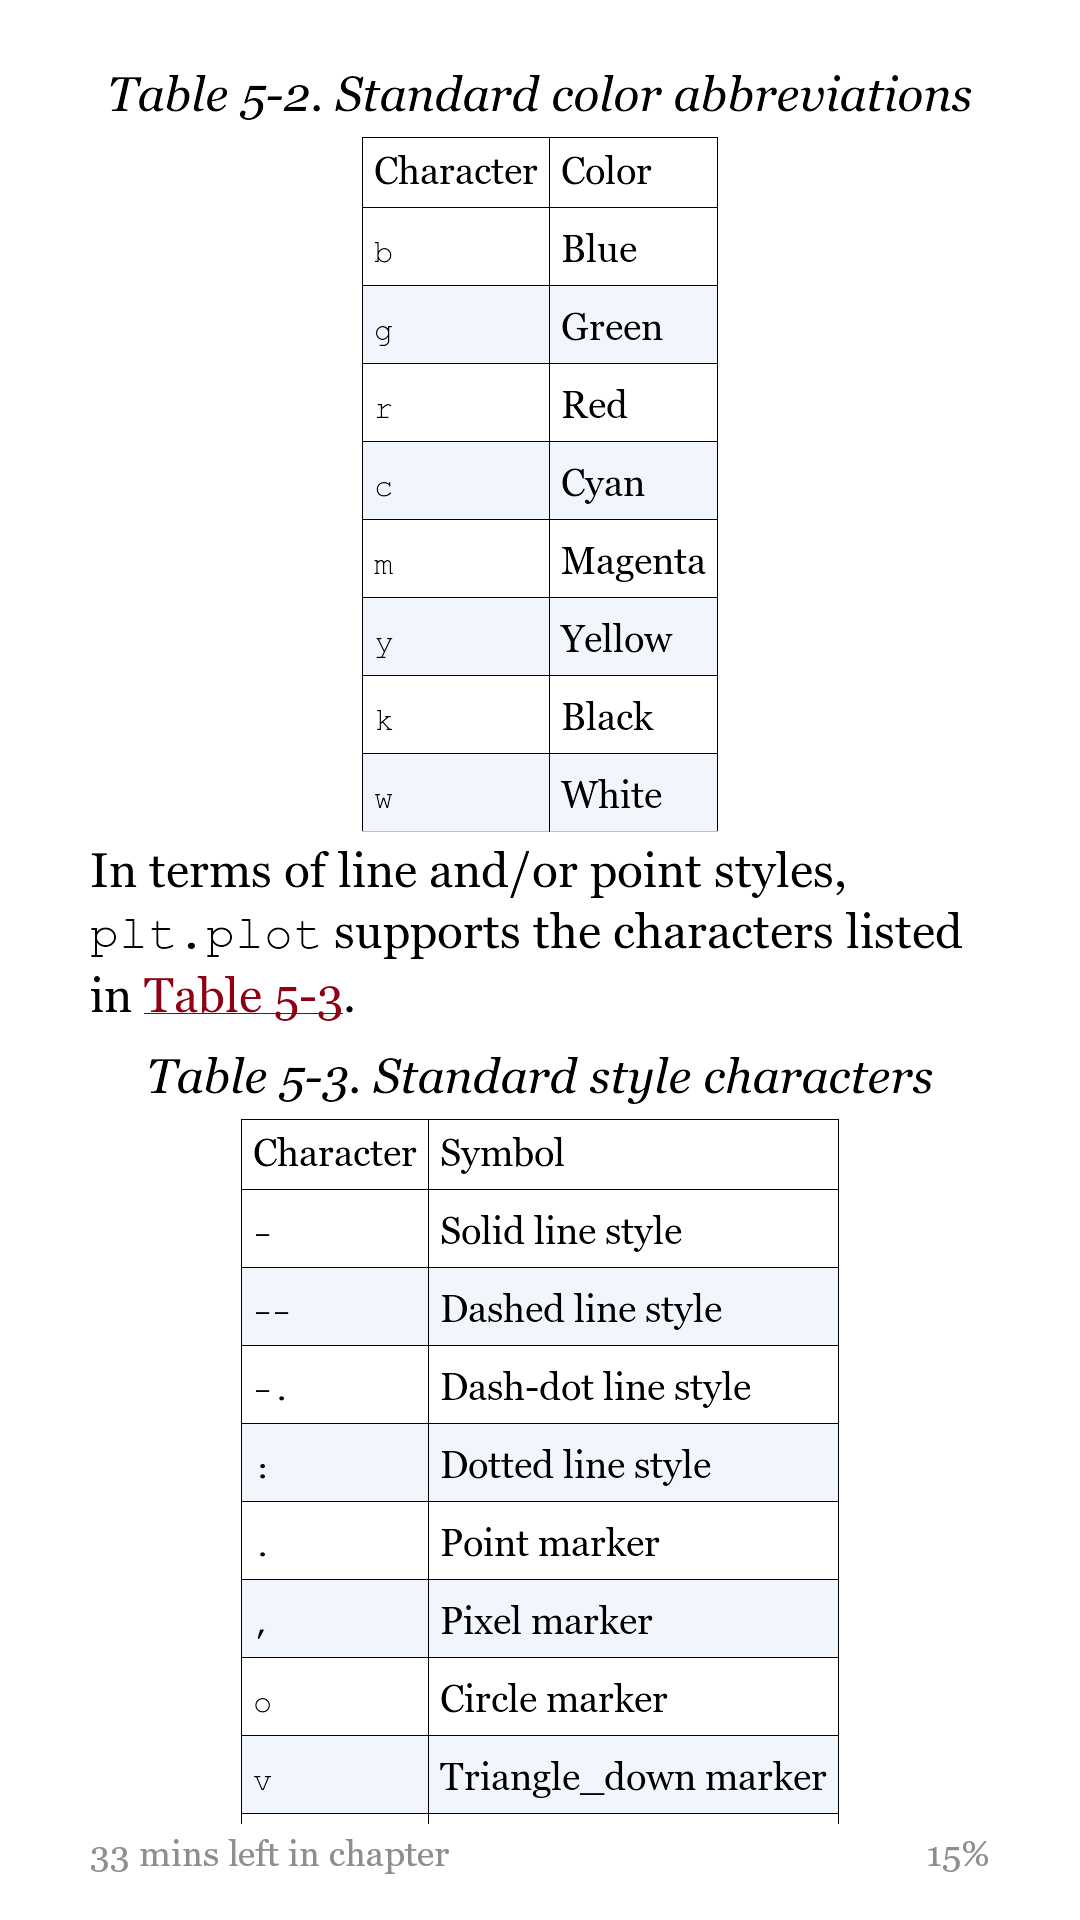 Table 5-2. Standard color abbreviations
Character Color
b Blue
g Green
r Red
c Cyan
m Magenta
y Yellow
k Black
w White
In terms of line and/or point styles,
plt.plot supports the characters listed
in Table 5-3.
Table 5-3. Standard style characters
Character Symbol
- Solid line style
-- Dashed line style
-. Dash-dot line style
: Dotted line style
. Point marker
, Pixel marker
o Circle marker
v Triangle_down marker
33 mins left in chapter 15%